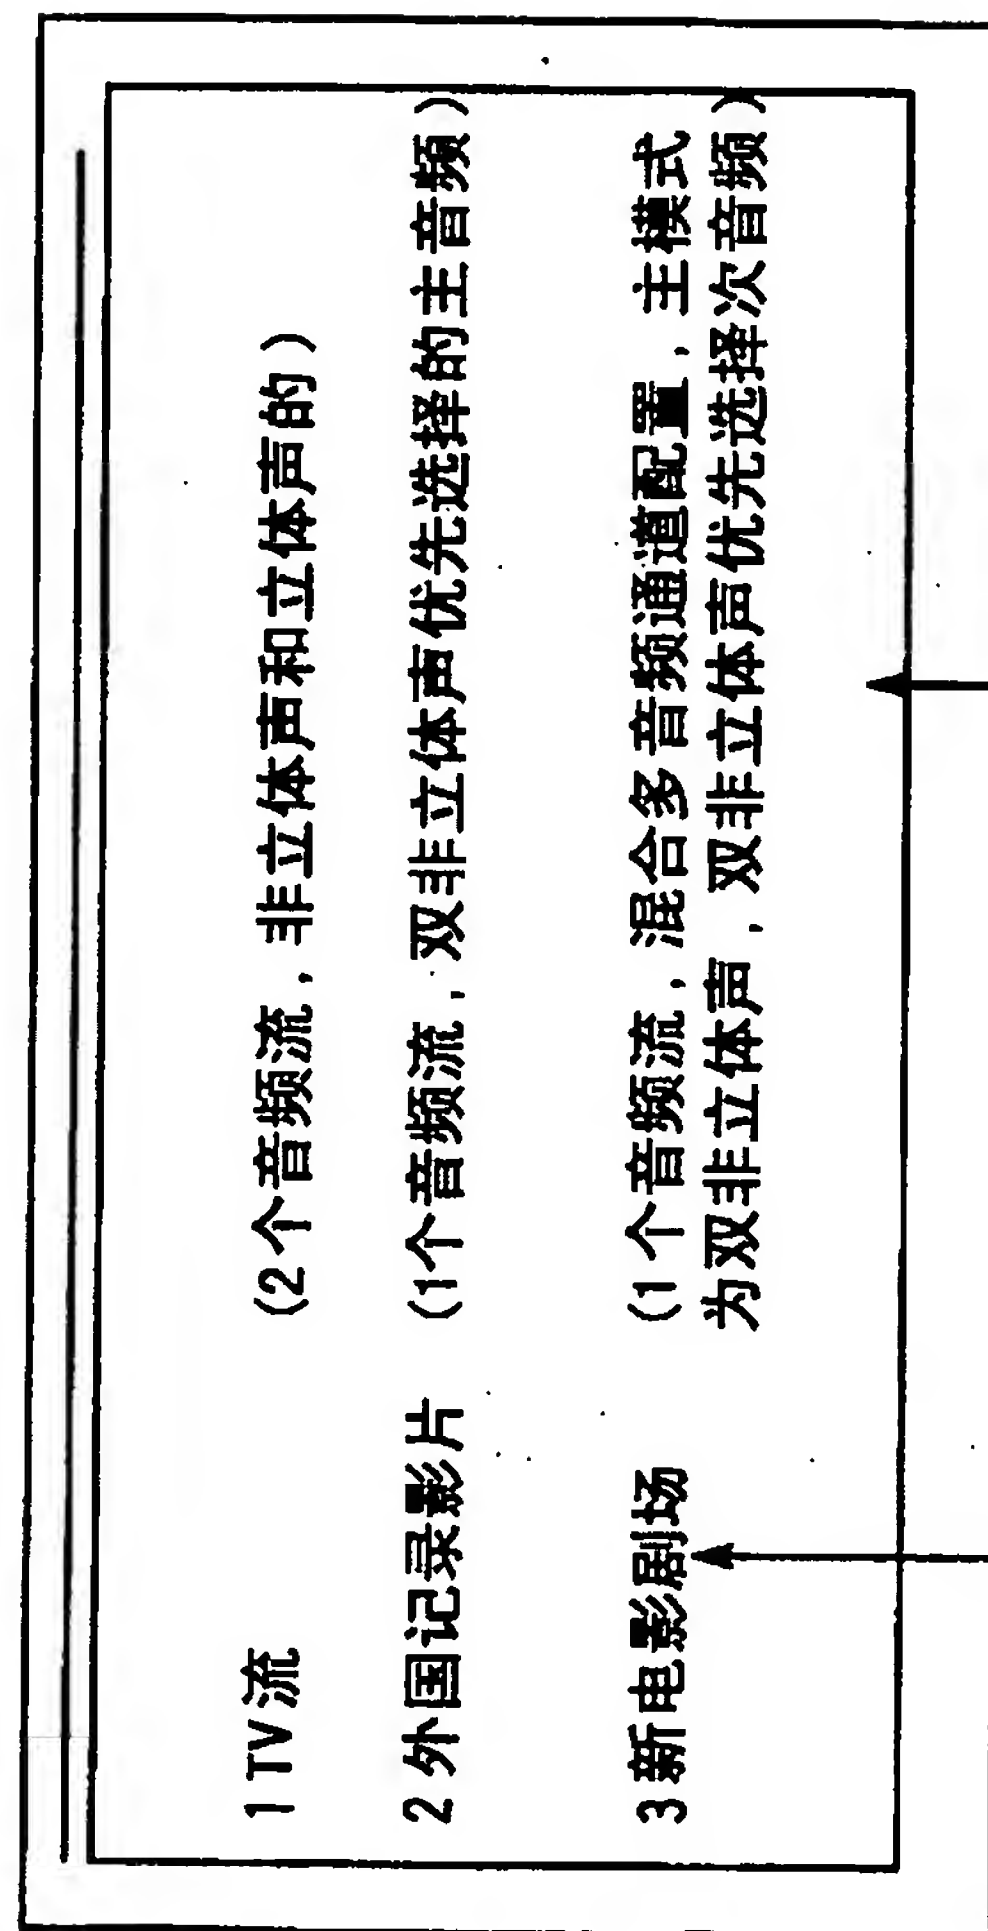 1 TV流 (2个音频流，非立体声和立体声的)
2 外国记录影片 (1个音频流，双非立体声优先选择的主音频)
3 新电影剧场 (1个音频流，混合多音频通道配置，主模式
为双非立体声，双非立体声优先选择次音频)